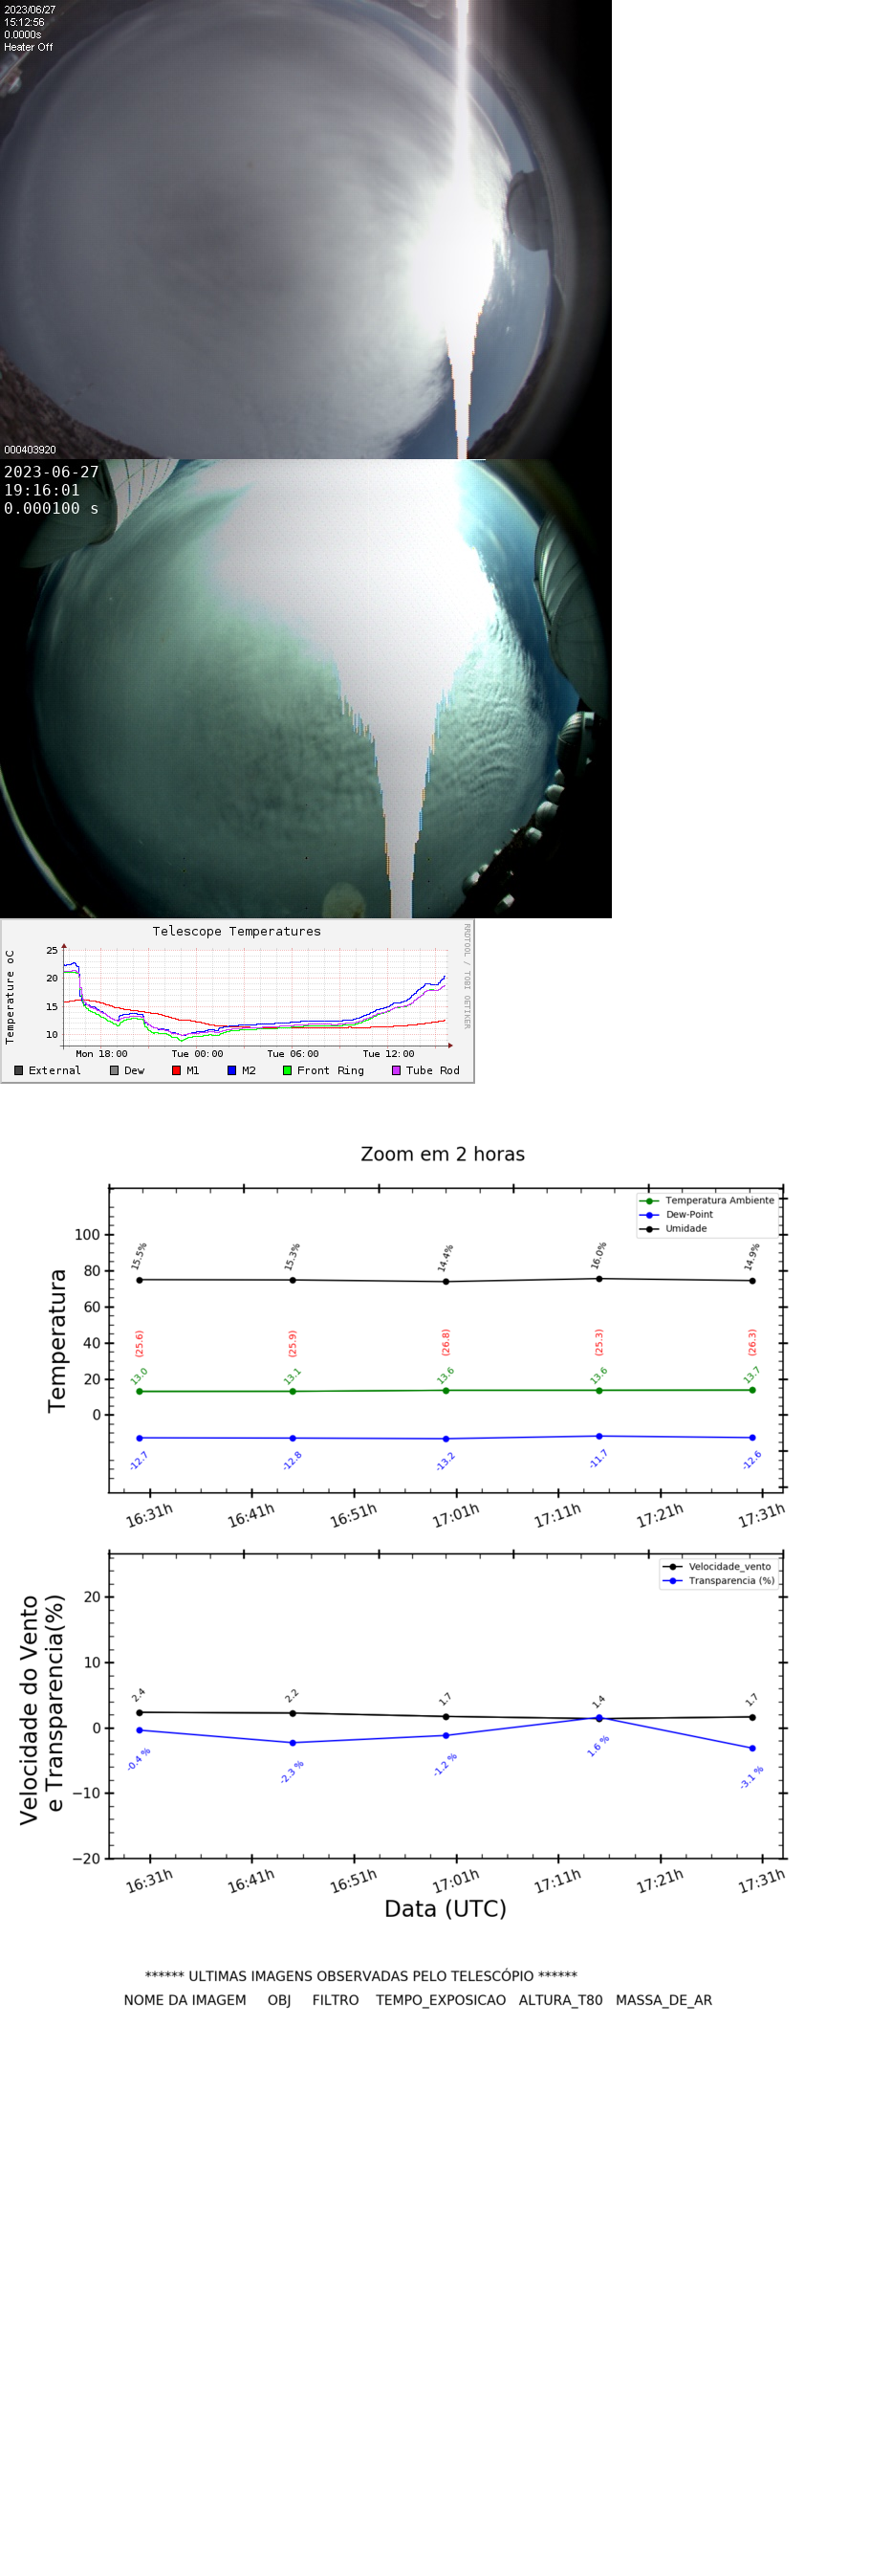 2023/06/27
15:12:56
0.0000s
Heater Off
000403920
2023-06-27
19:16:01
0.000100 s
Telescope Temperatures
RRDTOOL / TOBI OETIKER
Temperature oC
25
20
15
10
Mon 18:00 Tue 00:00 Tue 06:00 Tue 12:00
External Dew M1 M2 Front Ring Tube Rod
Zoom em 2 horas
Temperatura Ambiente
Dew-Point
Umidade
Temperatura
100
80
60
40
20
0
15.5% 15.3% 14.4% 16.0% 14.9%
(25.6) (25.9) (26.8) (25.3) (26.3)
13.0 13.1 13.6 13.6 13.7
-12.7 -12.8 -13.2 -11.7 -12.6
16:31h 16:41h 16:51h 17:01h 17:11h 17:21h 17:31h
Velocidade_vento
Transparencia (%)
Velocidade do Vento
e Transparencia(%)
20
10
0
−10
−20
2.4 2.2 1.7 1.4 1.7
-0.4 % -2.3 % -1.2 % 1.6 % -3.1 %
16:31h 16:41h 16:51h 17:01h 17:11h 17:21h 17:31h
Data (UTC)
****** ULTIMAS IMAGENS OBSERVADAS PELO TELESCÓPIO ******
NOME DA IMAGEM OBJ FILTRO TEMPO_EXPOSICAO ALTURA_T80 MASSA_DE_AR